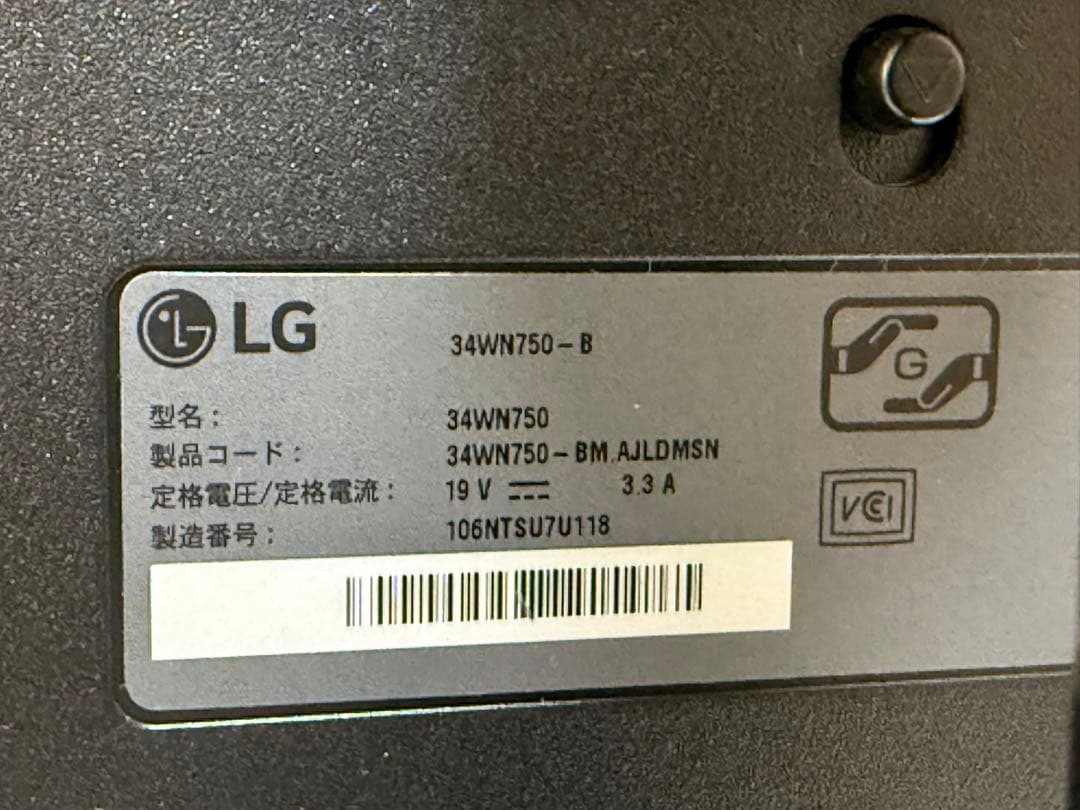 LG
34WN750-B
G
型名: 34WN750
製品コード: 34WN750-BM.AJLDMSN
定格電圧/定格電流: 19 V ⎓ 3.3 A
VCCI
製造番号: 106NTSU7U118